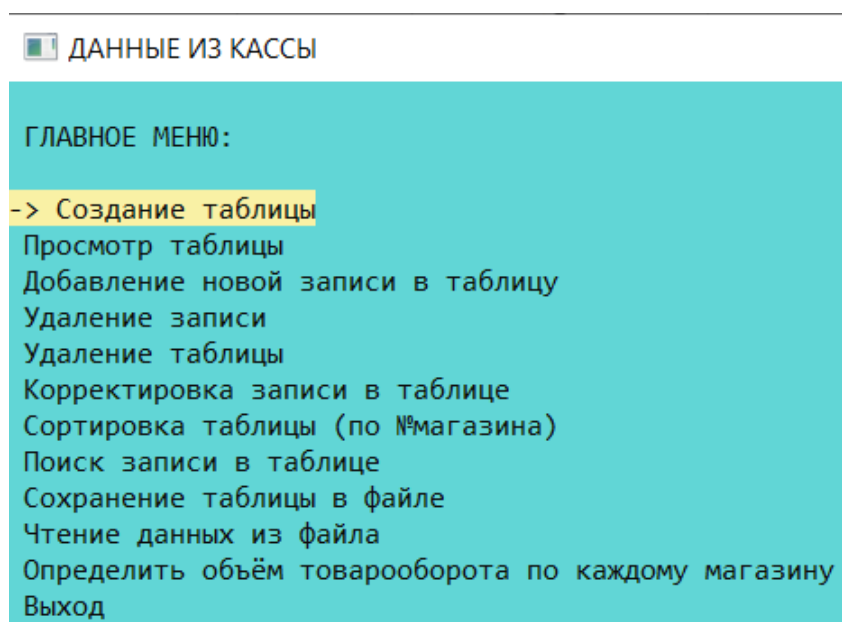 ДАННЫЕ ИЗ КАССЫ
ГЛАВНОЕ МЕНЮ:
-> Создание таблицы
Просмотр таблицы
Добавление новой записи в таблицу
Удаление записи
Удаление таблицы
Корректировка записи в таблице
Сортировка таблицы (по №магазина)
Поиск записи в таблице
Сохранение таблицы в файле
Чтение данных из файла
Определить объём товарооборота по каждому магазину
Выход